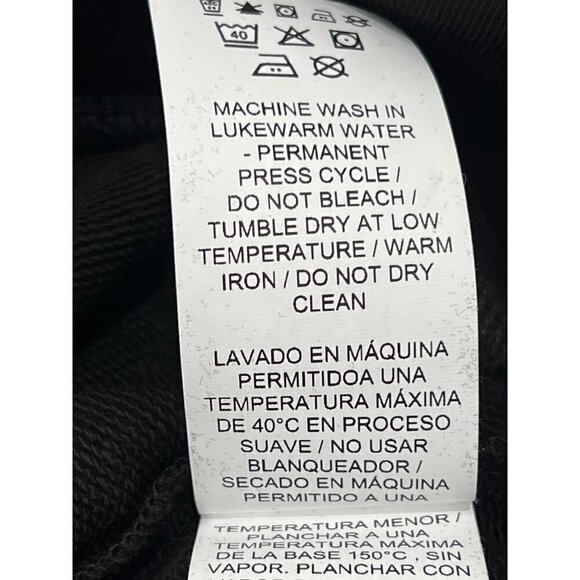 40
MACHINE WASH IN
LUKEWARM WATER
- PERMANENT
PRESS CYCLE /
DO NOT BLEACH /
TUMBLE DRY AT LOW
TEMPERATURE / WARM
IRON / DO NOT DRY
CLEAN
LAVADO EN MÁQUINA
PERMITIDOA UNA
TEMPERATURA MÁXIMA
DE 40°C EN PROCESO
SUAVE / NO USAR
BLANQUEADOR /
SECADO EN MÁQUINA
PERMITIDO A UNA
TEMPERATURA MENOR /
PLANCHAR A UNA
TEMPERATURA MÁXIMA
DE LA BASE 150°C , SIN
VAPOR. PLANCHAR CON